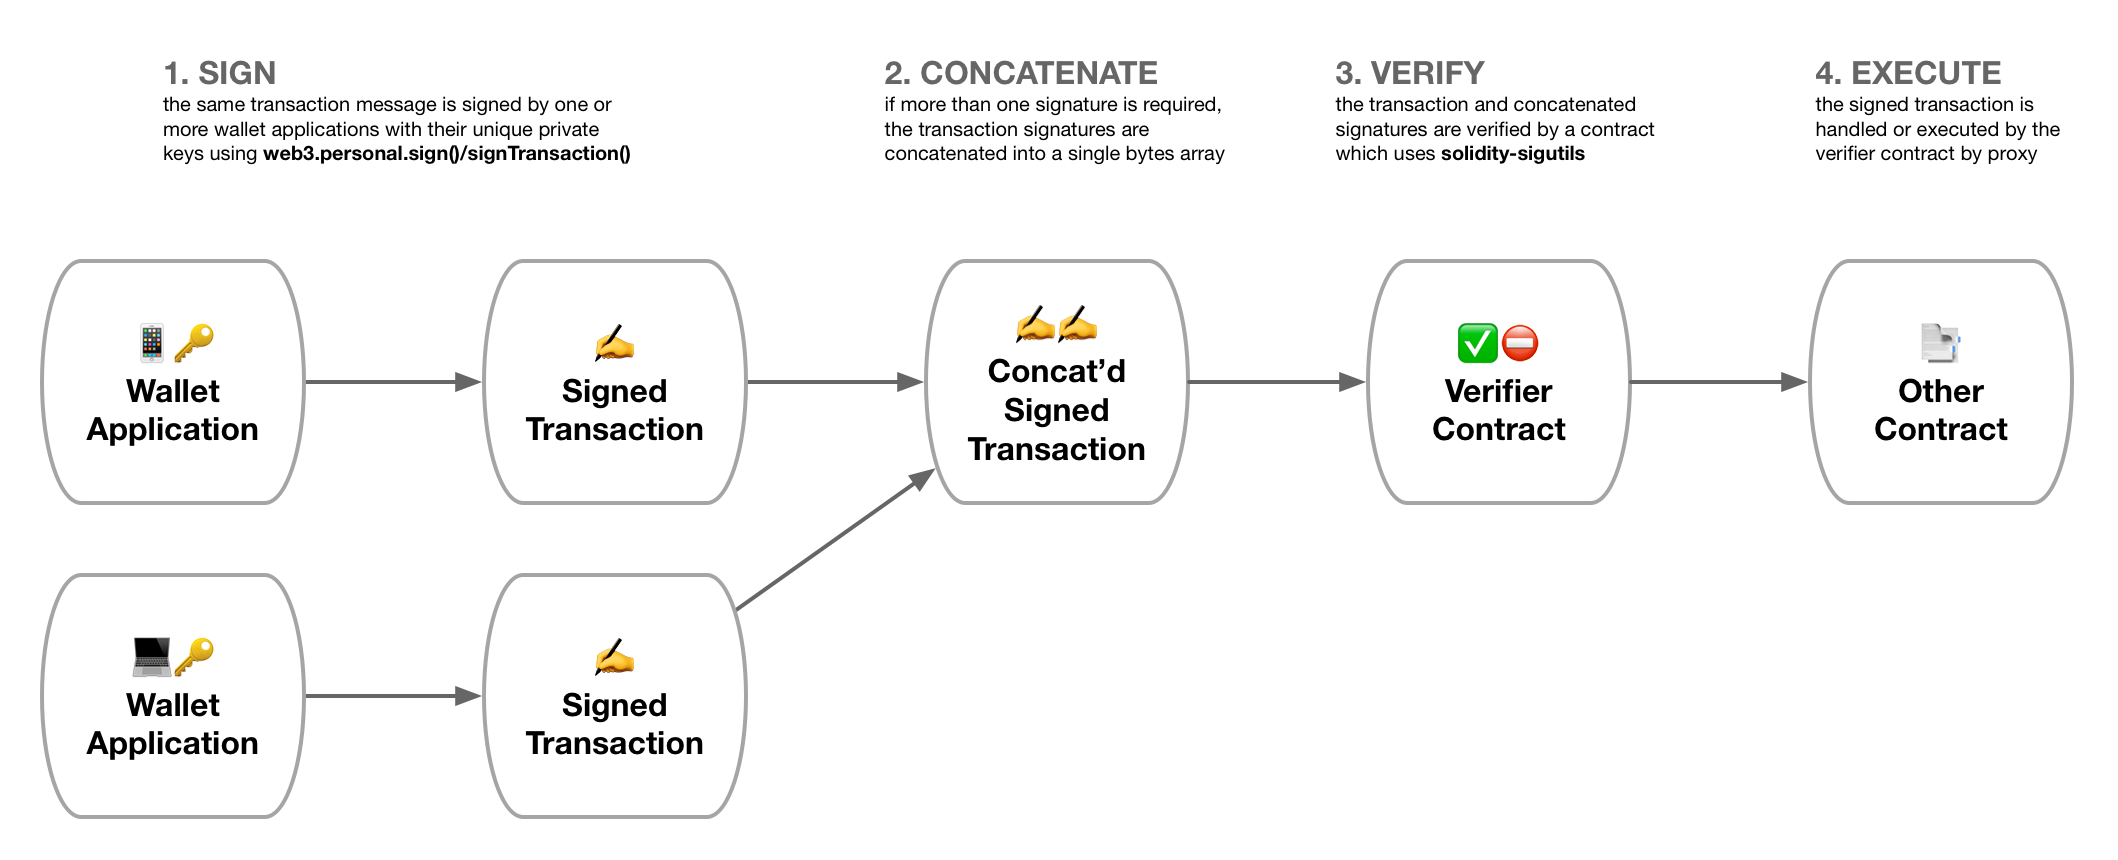 1. SIGN
the same transaction message is signed by one or
more wallet applications with their unique private
keys using web3.personal.sign()/signTransaction()
2. CONCATENATE
if more than one signature is required,
the transaction signatures are
concatenated into a single bytes array
3. VERIFY
the transaction and concatenated
signatures are verified by a contract
which uses solidity-sigutils
4. EXECUTE
the signed transaction is
handled or executed by the
verifier contract by proxy
Wallet
Application
Signed
Transaction
Concat’d
Signed
Transaction
Verifier
Contract
Other
Contract
Wallet
Application
Signed
Transaction